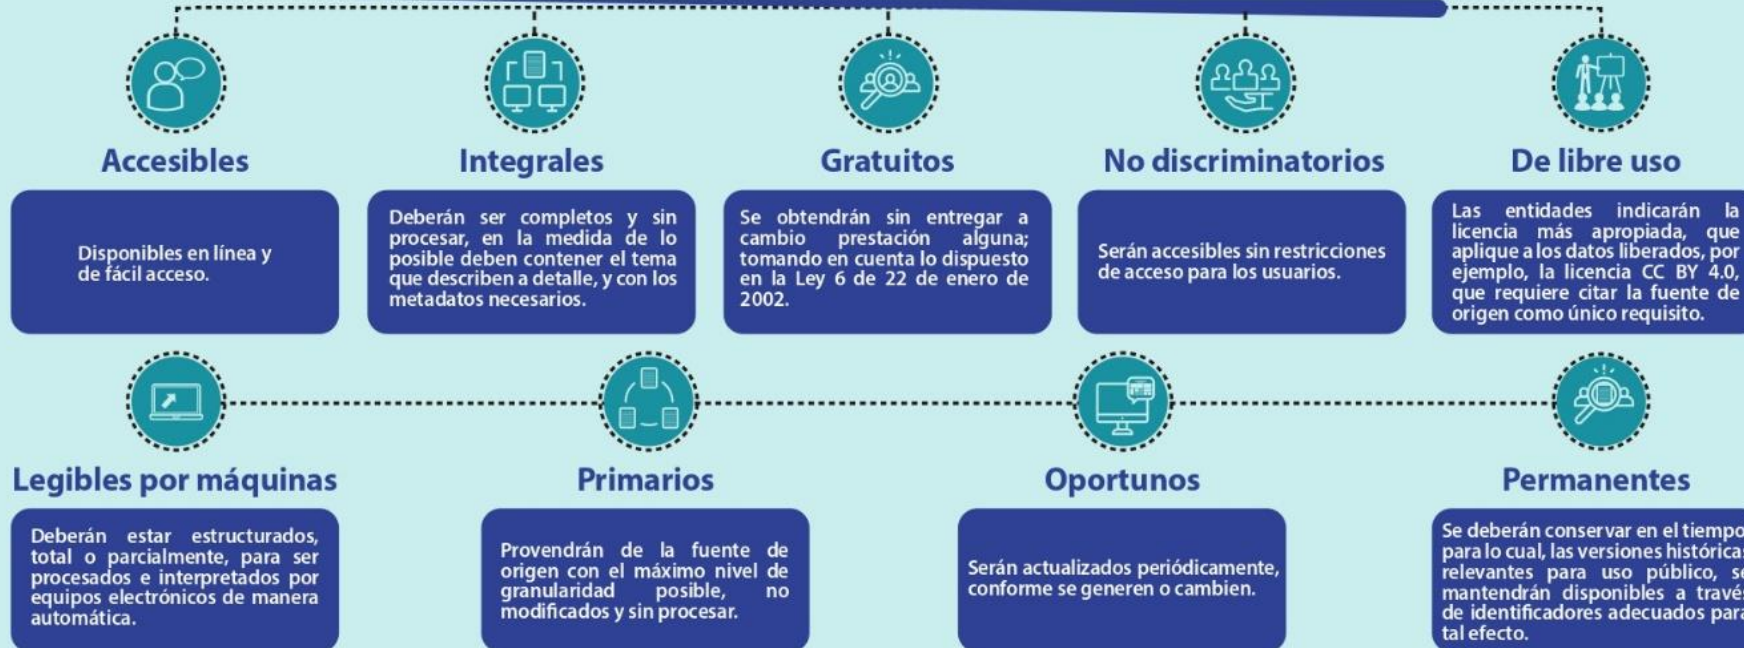 Accesibles
Disponibles en línea y
de fácil acceso.
Integrales
Deberán ser completos y sin
procesar, en la medida de lo
posible deben contener el tema
que describen a detalle, y con los
metadatos necesarios.
Gratuitos
Se obtendrán sin entregar a
cambio prestación alguna;
tomando en cuenta lo dispuesto
en la Ley 6 de 22 de enero de
2002.
No discriminatorios
Serán accesibles sin restricciones
de acceso para los usuarios.
De libre uso
Las entidades indicarán la
licencia más apropiada, que
aplique a los datos liberados, por
ejemplo, la licencia CC BY 4.0,
que requiere citar la fuente de
origen como único requisito.
Legibles por máquinas
Deberán estar estructurados,
total o parcialmente, para ser
procesados e interpretados por
equipos electrónicos de manera
automática.
Primarios
Provendrán de la fuente de
origen con el máximo nivel de
granularidad posible, no
modificados y sin procesar.
Oportunos
Serán actualizados periódicamente,
conforme se generen o cambien.
Permanentes
Se deberán conservar en el tiempo,
para lo cual, las versiones históricas
relevantes para uso público, se
mantendrán disponibles a través
de identificadores adecuados para
tal efecto.